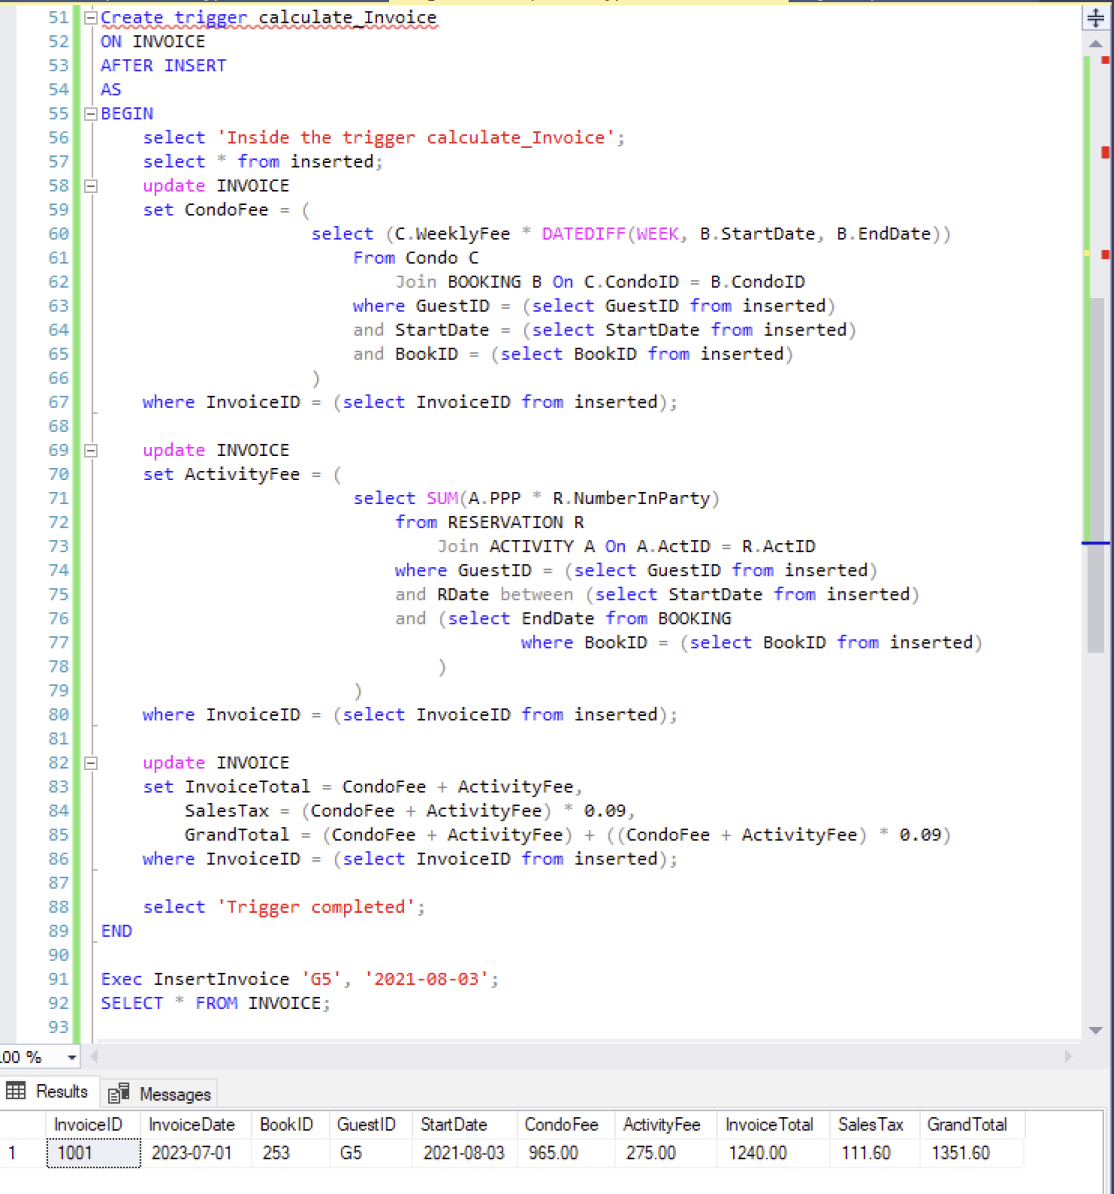 51 Create trigger calculate_Invoice
52 ON INVOICE
53 AFTER INSERT
54 AS
55 BEGIN
56 select 'Inside the trigger calculate_Invoice';
57 select * from inserted;
58 update INVOICE
59 set CondoFee = (
60 select (C.WeeklyFee * DATEDIFF(WEEK, B.StartDate, B.EndDate))
61 From Condo C
62 Join BOOKING B On C.CondoID = B.CondoID
63 where GuestID = (select GuestID from inserted)
64 and StartDate = (select StartDate from inserted)
65 and BookID = (select BookID from inserted)
66 )
67 where InvoiceID = (select InvoiceID from inserted);
68
69 update INVOICE
70 set ActivityFee = (
71 select SUM(A.PPP * R.NumberInParty)
72 from RESERVATION R
73 Join ACTIVITY A On A.ActID = R.ActID
74 where GuestID = (select GuestID from inserted)
75 and RDate between (select StartDate from inserted)
76 and (select EndDate from BOOKING
77 where BookID = (select BookID from inserted)
78 )
79 )
80 where InvoiceID = (select InvoiceID from inserted);
81
82 update INVOICE
83 set InvoiceTotal = CondoFee + ActivityFee,
84 SalesTax = (CondoFee + ActivityFee) * 0.09,
85 GrandTotal = (CondoFee + ActivityFee) + ((CondoFee + ActivityFee) * 0.09)
86 where InvoiceID = (select InvoiceID from inserted);
87
88 select 'Trigger completed';
89 END
90
91 Exec InsertInvoice 'G5', '2021-08-03';
92 SELECT * FROM INVOICE;
93
00 %
Results Messages
InvoiceID InvoiceDate BookID GuestID StartDate CondoFee ActivityFee InvoiceTotal SalesTax GrandTotal
1 1001 2023-07-01 253 G5 2021-08-03 965.00 275.00 1240.00 111.60 1351.60